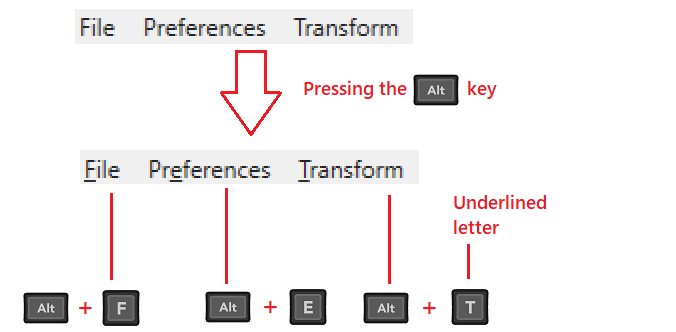 File Preferences Transform
Pressing the Alt key
File Preferences Transform
Underlined
letter
Alt + F Alt + E Alt + T